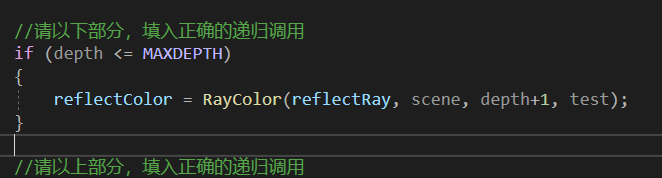 //请以下部分，填入正确的递归调用
if (depth <= MAXDEPTH)
{
    reflectColor = RayColor(reflectRay, scene, depth+1, test);
}
//请以上部分，填入正确的递归调用